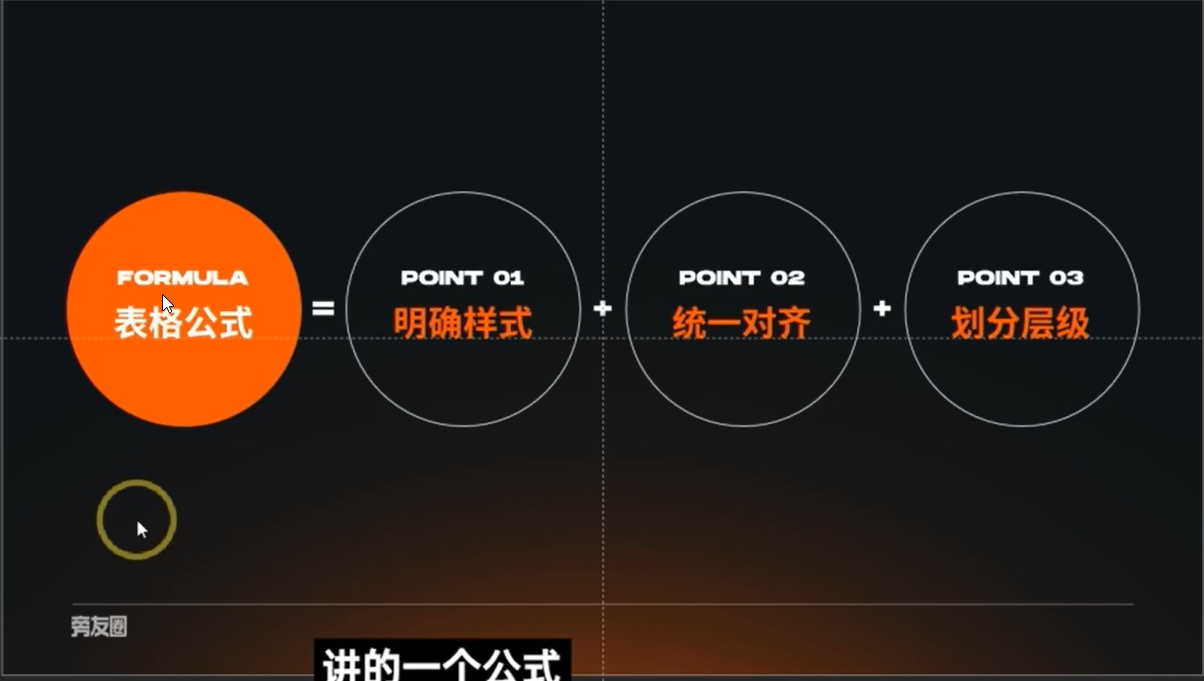 FORMULA
表格公式
=
POINT 01
明确样式
+
POINT 02
统一对齐
+
POINT 03
划分层级
旁友圈
讲的一个公式